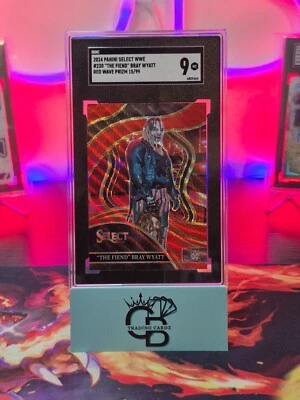 MINT
2024 PANINI SELECT WWE
#230 "THE FIEND" BRAY WYATT
RED WAVE PRIZM 15/99
9
SELECT
"THE FIEND" BRAY WYATT
TRADING CARDZ